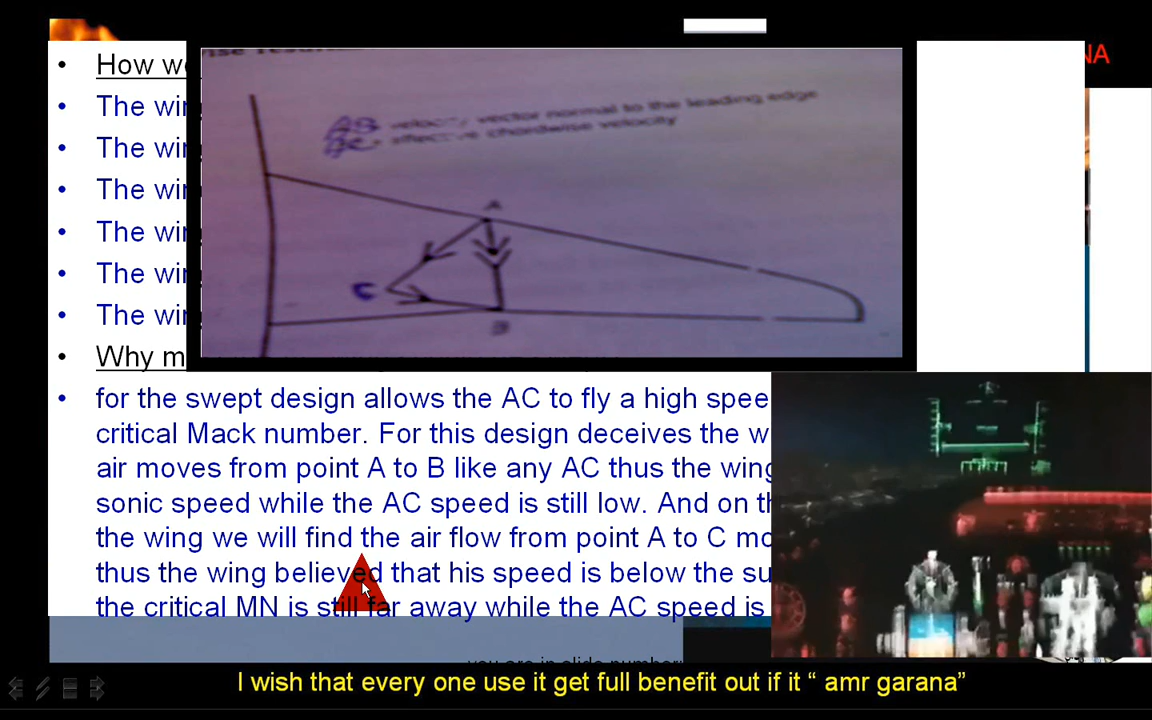 NA
How we
The win
The win
The win
The win
The win
The win
velocity vector normal to the leading edge
effective chordwise velocity
A
C
B
Why m
for the swept design allows the AC to fly a high spee
critical Mack number. For this design deceives the w
air moves from point A to B like any AC thus the wing
sonic speed while the AC speed is still low. And on th
the wing we will find the air flow from point A to C mo
thus the wing believed that his speed is below the su
the critical MN is still far away while the AC speed is
you are in slide number
I wish that every one use it get full benefit out if it “ amr garana”